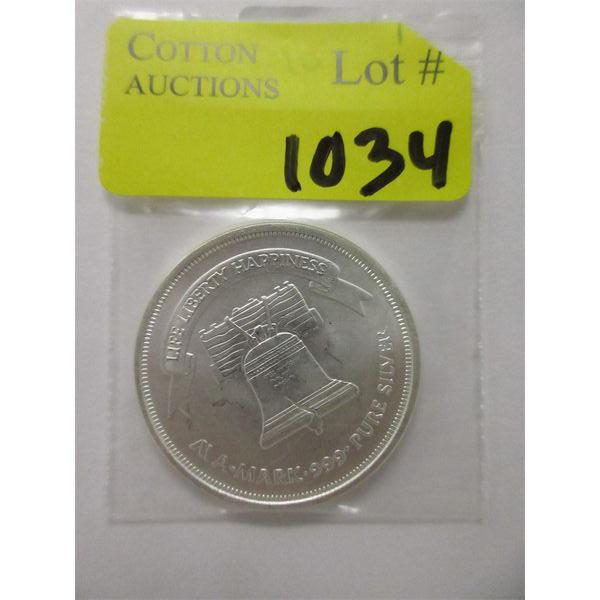 COTTON
AUCTIONS
Lot #
1034
LIFE LIBERTY HAPPINESS
A A-MARK · 999 · PURE SILVER